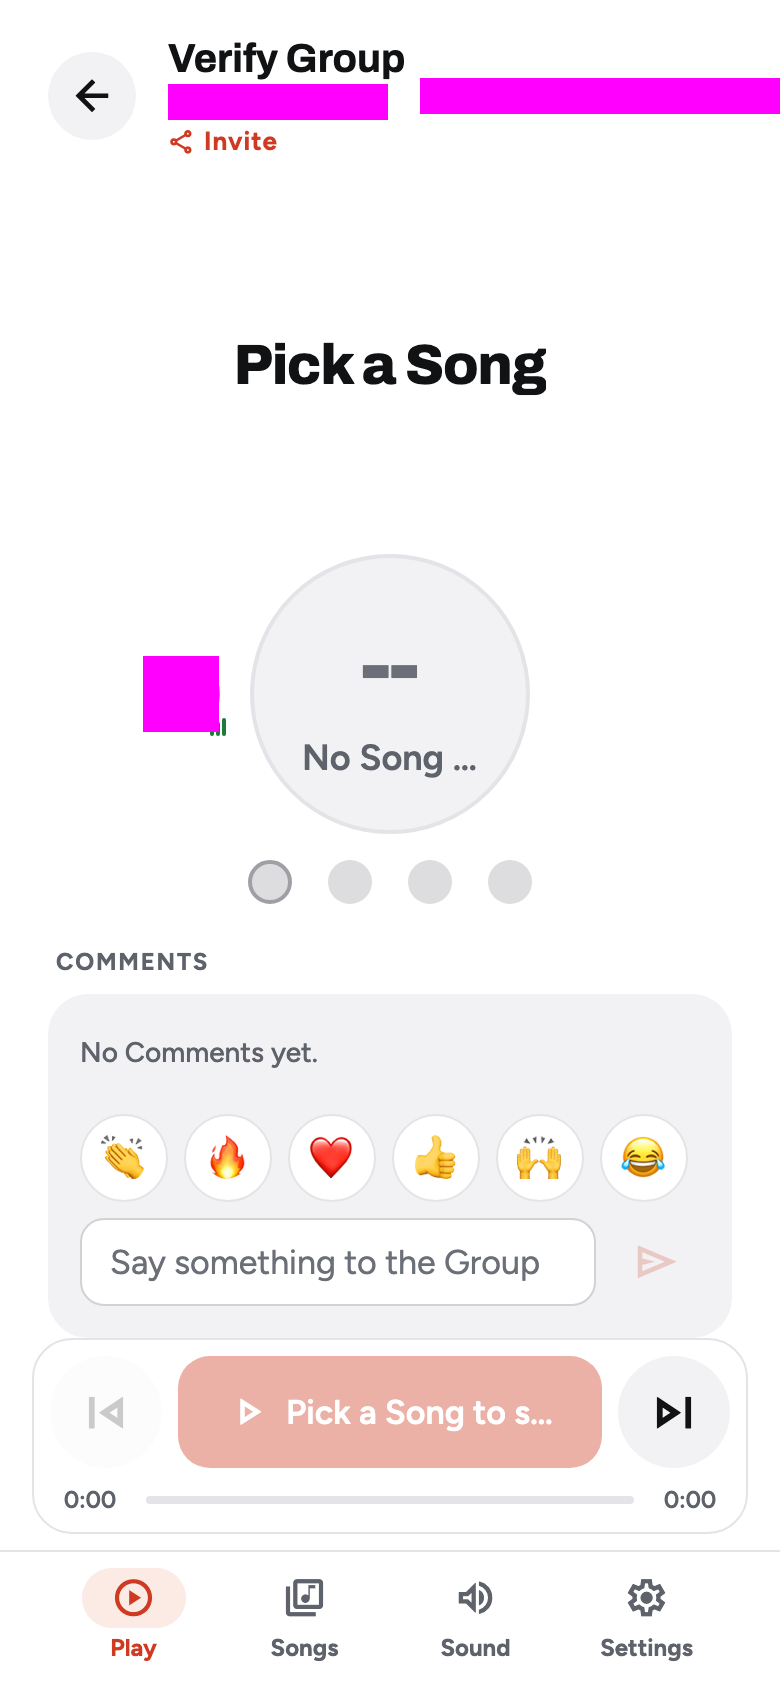 Verify Group
Invite
Pick a Song
--
No Song ...
COMMENTS
No Comments yet.
Say something to the Group
Pick a Song to s...
0:00
0:00
Play
Songs
Sound
Settings